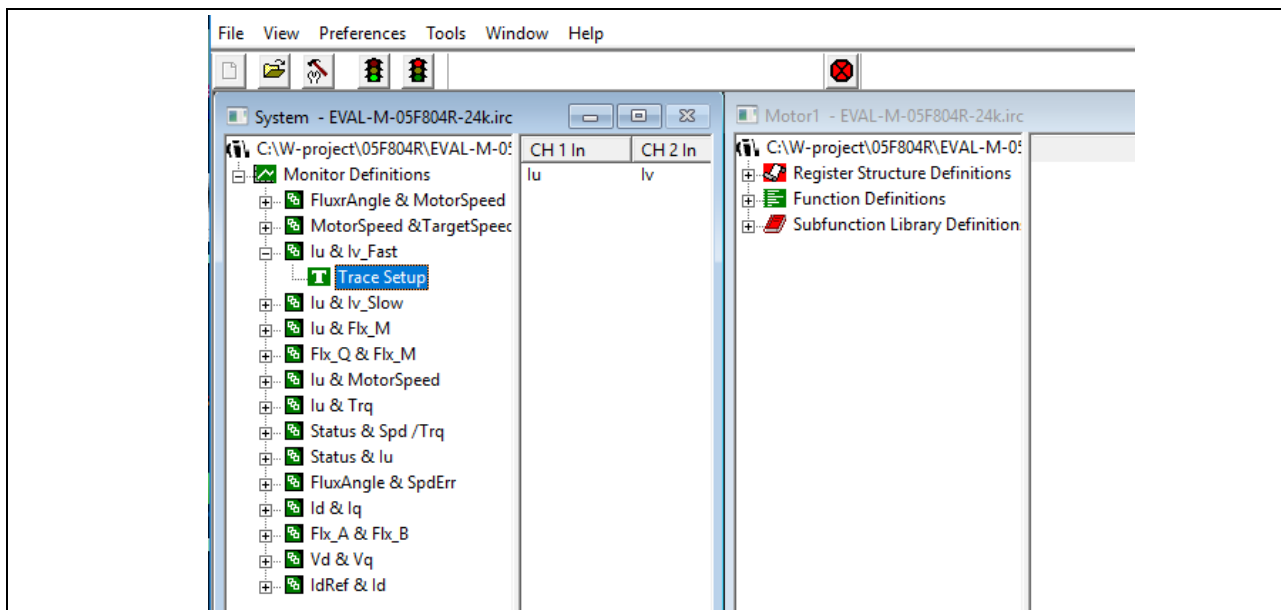 File View Preferences Tools Window Help
System - EVAL-M-05F804R-24k.irc
C:\W-project\05F804R\EVAL-M-05
CH 1 In CH 2 In
Monitor Definitions
Iu Iv
FluxrAngle & MotorSpeed
MotorSpeed &TargetSpeec
Iu & Iv_Fast
T Trace Setup
Iu & Iv_Slow
Iu & Flx_M
Flx_Q & Flx_M
Iu & MotorSpeed
Iu & Trq
Status & Spd /Trq
Status & Iu
FluxAngle & SpdErr
Id & Iq
Flx_A & Flx_B
Vd & Vq
IdRef & Id
Motor1 - EVAL-M-05F804R-24k.irc
C:\W-project\05F804R\EVAL-M-05
Register Structure Definitions
Function Definitions
Subfunction Library Definition